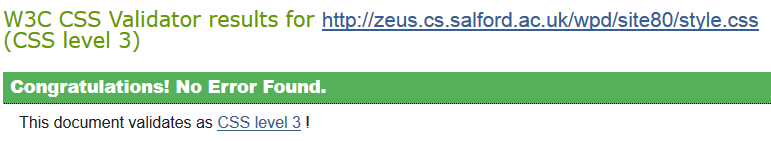 W3C CSS Validator results for http://zeus.cs.salford.ac.uk/wpd/site80/style.css
(CSS level 3)
Congratulations! No Error Found.
This document validates as CSS level 3 !